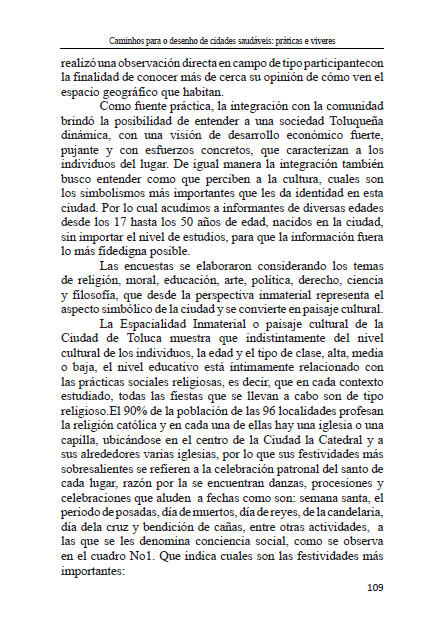 Caminhos para o desenho de cidades saudáveis: práticas e viveres
realizó una observación directa en campo de tipo participantecon
la finalidad de conocer más de cerca su opinión de cómo ven el
espacio geográfico que habitan.
Como fuente práctica, la integración con la comunidad
brindó la posibilidad de entender a una sociedad Toluqueña
dinámica, con una visión de desarrollo económico fuerte,
pujante y con esfuerzos concretos, que caracterizan a los
individuos del lugar. De igual manera la integración también
busco entender como que perciben a la cultura, cuales son
los simbolismos más importantes que les da identidad en esta
ciudad. Por lo cual acudimos a informantes de diversas edades
desde los 17 hasta los 50 años de edad, nacidos en la ciudad,
sin importar el nivel de estudios, para que la información fuera
lo más fidedigna posible.
Las encuestas se elaboraron considerando los temas
de religión, moral, educación, arte, política, derecho, ciencia
y filosofía, que desde la perspectiva inmaterial representa el
aspecto simbólico de la ciudad y se convierte en paisaje cultural.
La Espacialidad Inmaterial o paisaje cultural de la
Ciudad de Toluca muestra que indistintamente del nivel
cultural de los individuos, la edad y el tipo de clase, alta, media
o baja, el nivel educativo está íntimamente relacionado con
las prácticas sociales religiosas, es decir, que en cada contexto
estudiado, todas las fiestas que se llevan a cabo son de tipo
religioso.El 90% de la población de las 96 localidades profesan
la religión católica y en cada una de ellas hay una iglesia o una
capilla, ubicándose en el centro de la Ciudad la Catedral y a
sus alrededores varias iglesias, por lo que sus festividades más
sobresalientes se refieren a la celebración patronal del santo de
cada lugar, razón por la se encuentran danzas, procesiones y
celebraciones que aluden a fechas como son: semana santa, el
periodo de posadas, día de muertos, día de reyes, de la candelaria,
día dela cruz y bendición de cañas, entre otras actividades, a
las que se les denomina conciencia social, como se observa
en el cuadro No1. Que indica cuales son las festividades más
importantes:
109